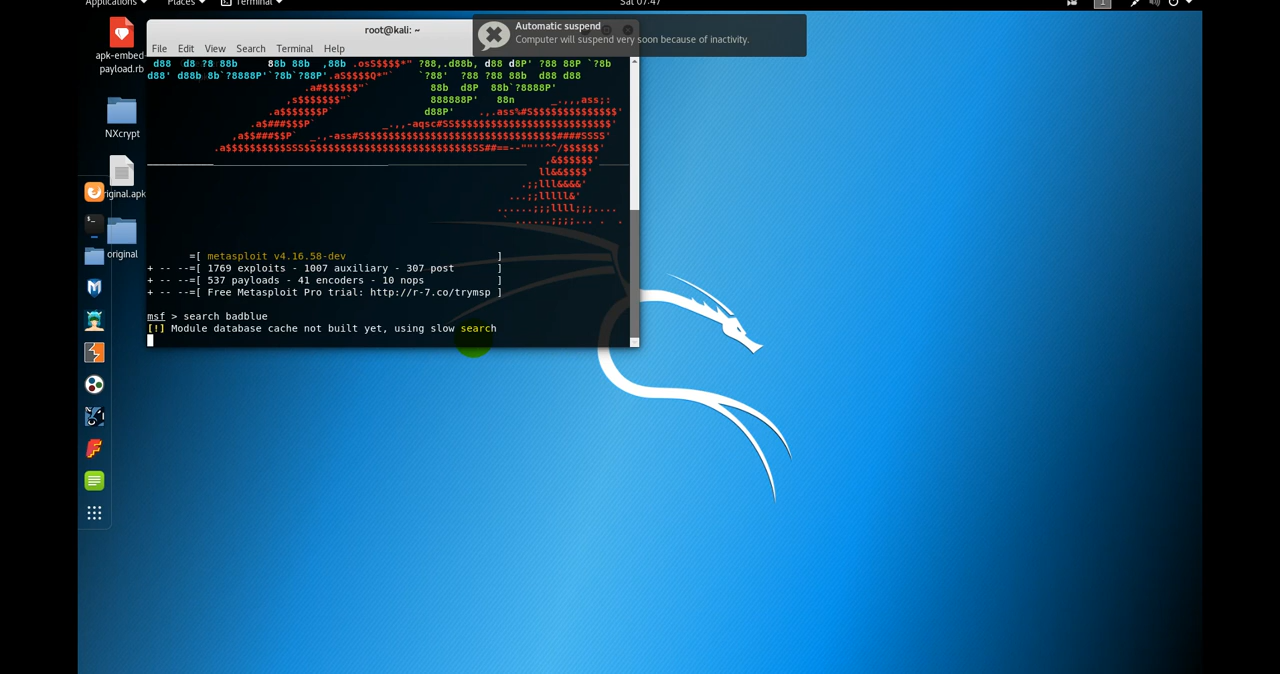 Applications Places Terminal Sat 07:47 1
root@kali: ~
Automatic suspend
Computer will suspend very soon because of inactivity.
File Edit View Search Terminal Help
apk-embed-
payload.rb
NXcrypt
original.apk
original
=[ metasploit v4.16.58-dev ]
+ -- --=[ 1769 exploits - 1007 auxiliary - 307 post ]
+ -- --=[ 537 payloads - 41 encoders - 10 nops ]
+ -- --=[ Free Metasploit Pro trial: http://r-7.co/trymsp ]
msf > search badblue
[!] Module database cache not built yet, using slow search